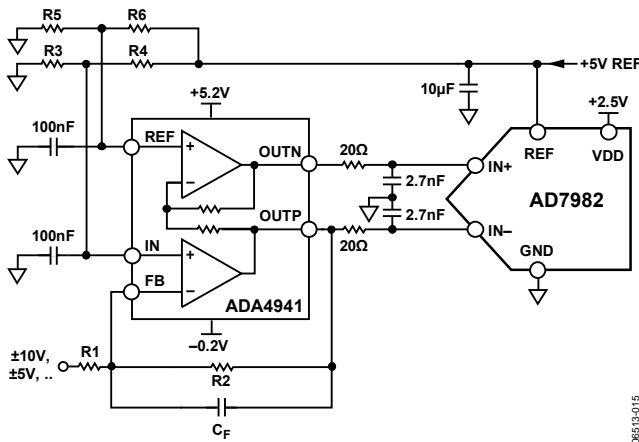 R5
R6
R3
R4
+5V REF
10µF
+5.2V
+2.5V
100nF
REF
OUTN
20Ω
REF
VDD
IN+
2.7nF
AD7982
2.7nF
OUTP
IN–
100nF
IN
20Ω
GND
FB
ADA4941
–0.2V
±10V,
±5V, ..
R1
R2
CF
06513-015